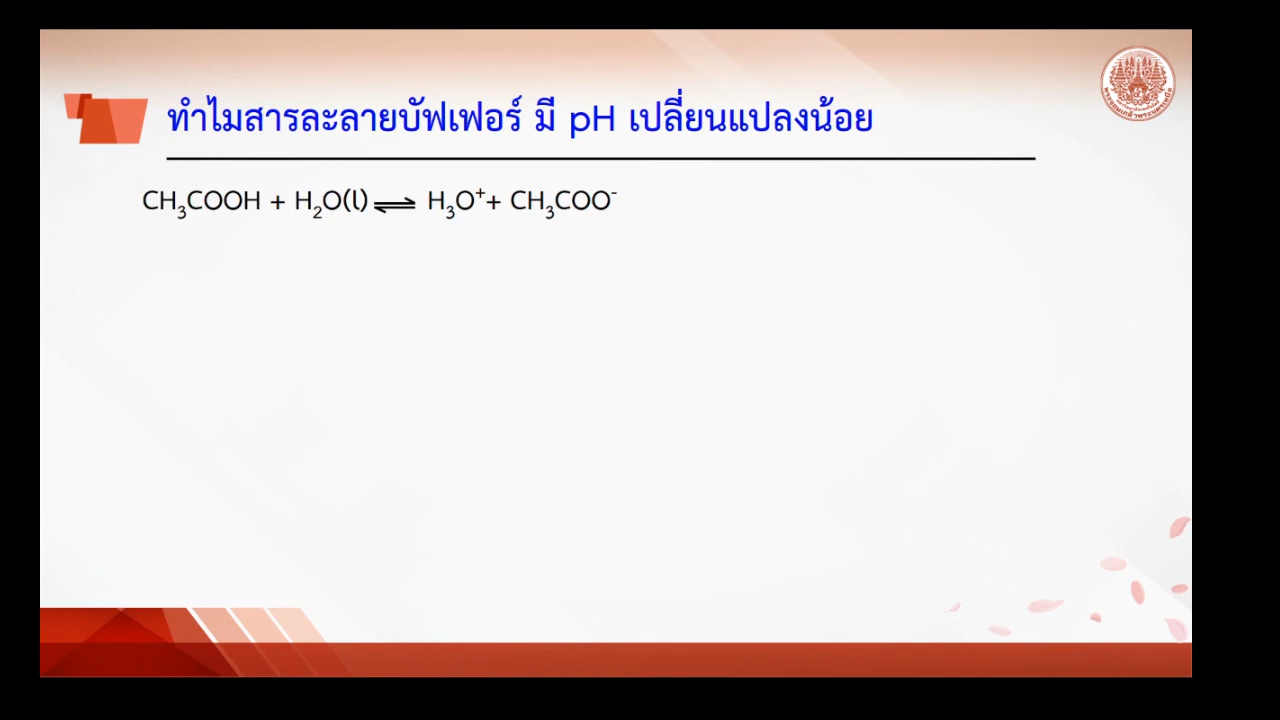 ทำไมสารละลายบัฟเฟอร์ มี pH เปลี่ยนแปลงน้อย
CH₃COOH + H₂O(l) ⇌ H₃O⁺+ CH₃COO⁻